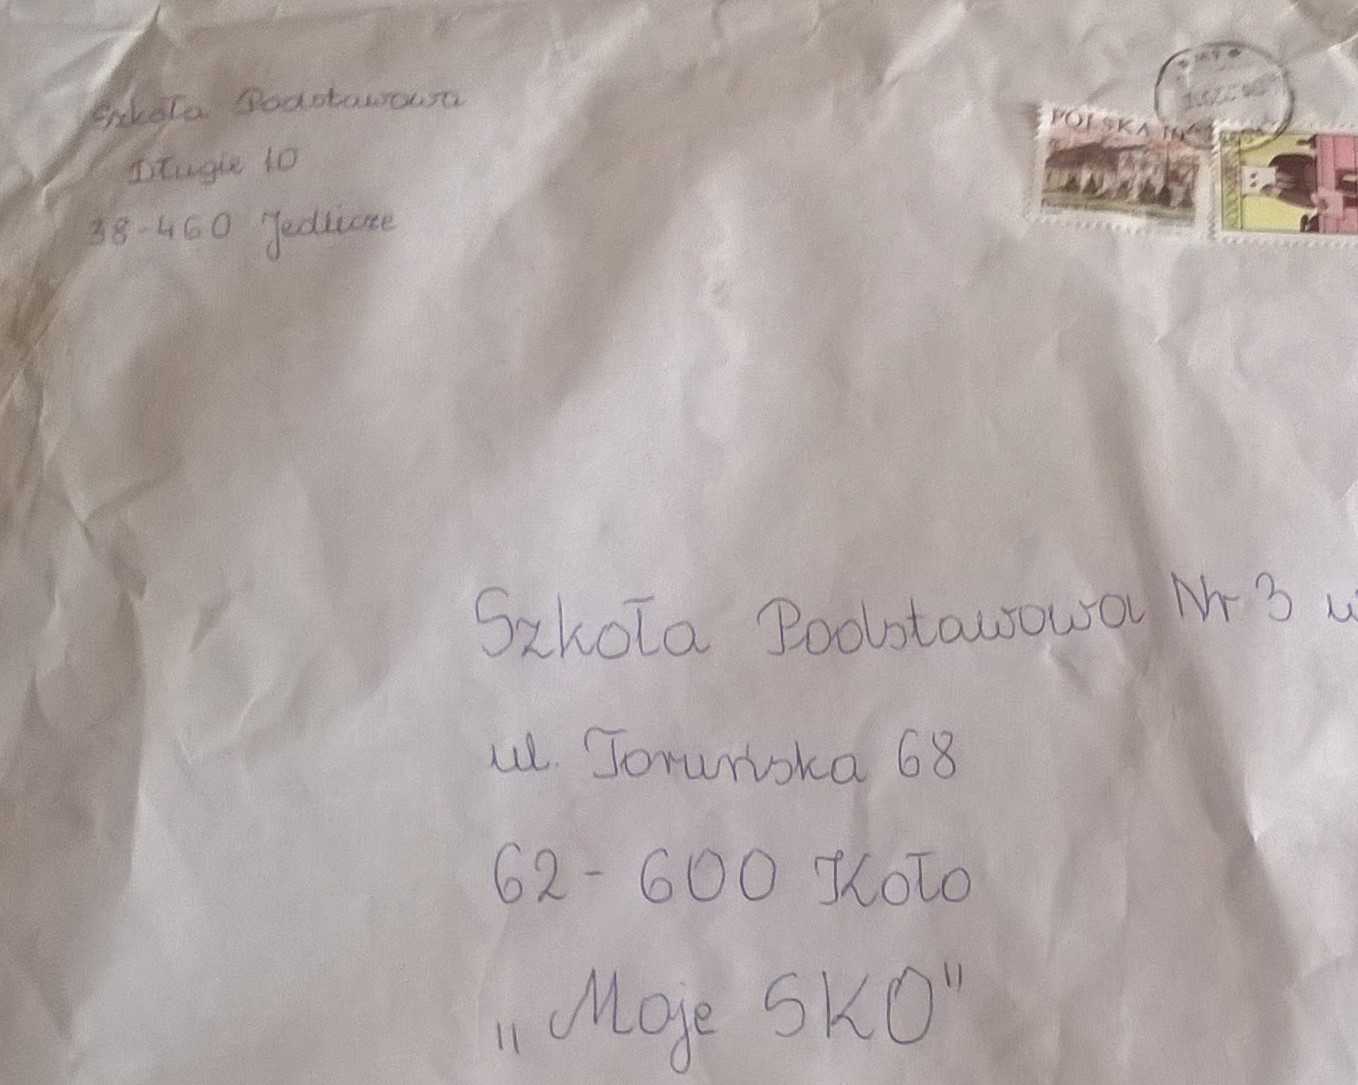 Szkoła Podstawowa
Długie 10
38-460 Jedlicze
POLSKA
Szkoła Podstawowa Nr 3 w
ul. Toruńska 68
62-600 Koło
„Moje SKO"